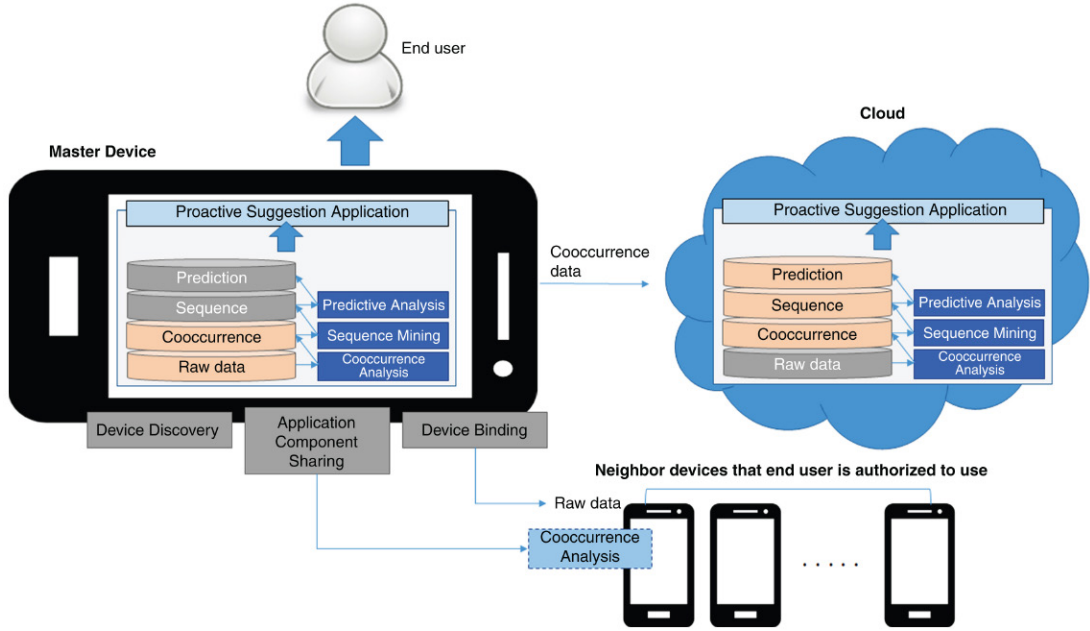 End user
Master Device
Proactive Suggestion Application
Prediction
Sequence
Cooccurrence
Raw data
Predictive Analysis
Sequence Mining
Cooccurrence
Analysis
Device Discovery
Application
Component
Sharing
Device Binding
Cooccurrence
data
Cloud
Proactive Suggestion Application
Prediction
Sequence
Cooccurrence
Raw data
Predictive Analysis
Sequence Mining
Cooccurrence
Analysis
Neighbor devices that end user is authorized to use
Raw data
Cooccurrence
Analysis
. . . . .